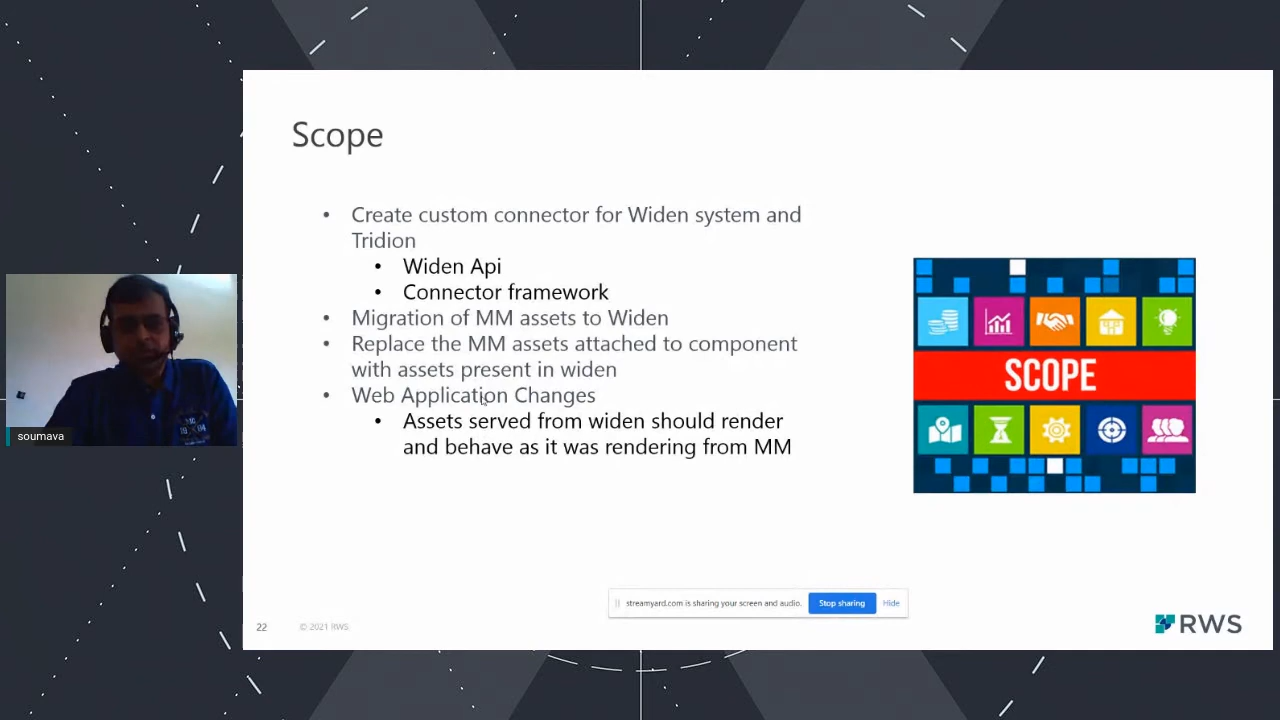 Scope
• Create custom connector for Widen system and
Tridion
• Widen Api
• Connector framework
• Migration of MM assets to Widen
• Replace the MM assets attached to component
with assets present in widen
• Web Application Changes
• Assets served from widen should render
and behave as it was rendering from MM
SCOPE
soumava
streamyard.com is sharing your screen and audio.
Stop sharing
Hide
22
© 2021 RWS
RWS